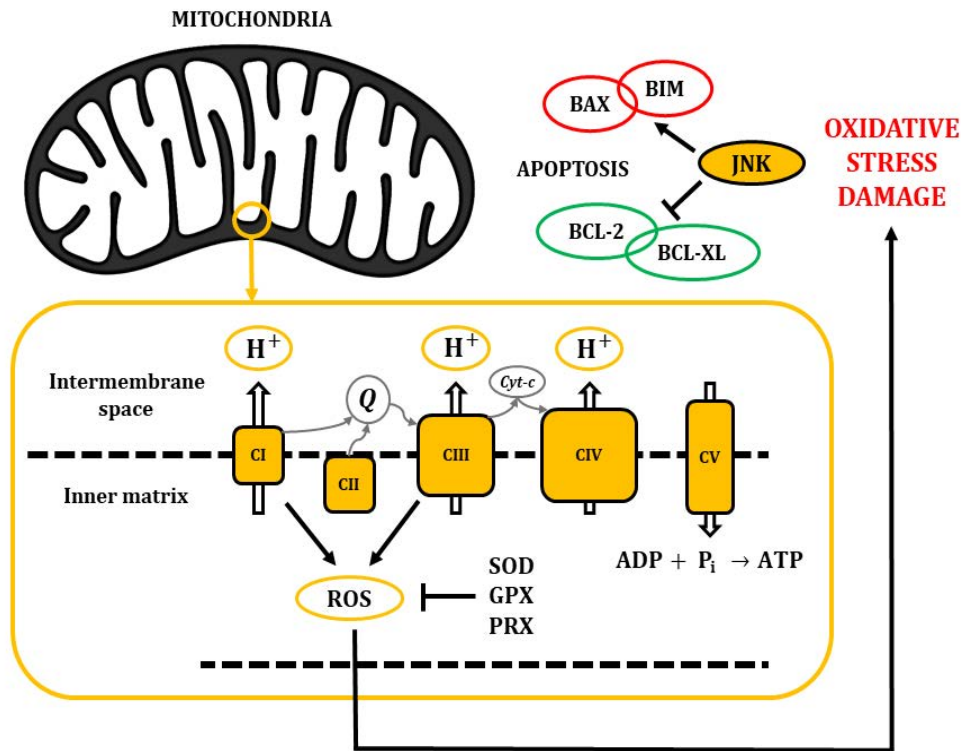 MITOCHONDRIA
BAX
BIM
APOPTOSIS
JNK
BCL-2
BCL-XL
OXIDATIVE
STRESS
DAMAGE
H⁺
H⁺
H⁺
Intermembrane
space
Q
Cyt-c
CI
CII
CIII
CIV
CV
Inner matrix
ADP + Pᵢ → ATP
ROS
SOD
GPX
PRX